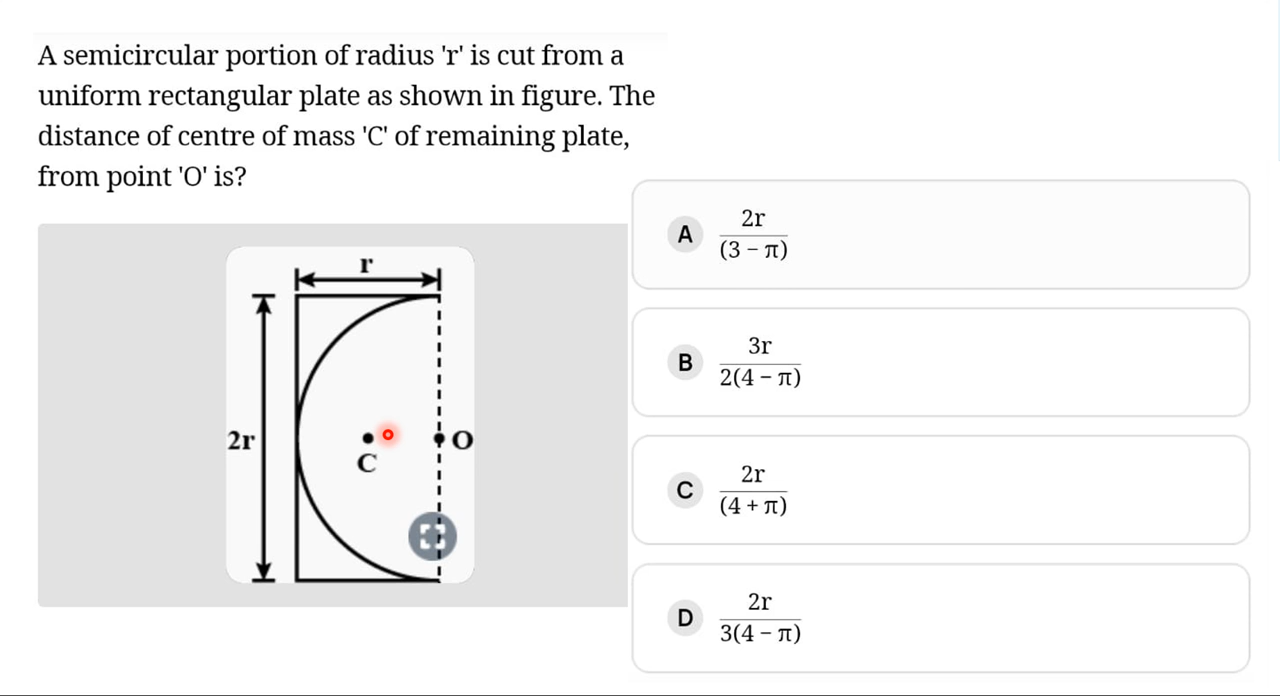 A semicircular portion of radius 'r' is cut from a
uniform rectangular plate as shown in figure. The
distance of centre of mass 'C' of remaining plate,
from point 'O' is?
r
2r
C
O
A 2r/(3 − π)
B 3r/2(4 − π)
C 2r/(4 + π)
D 2r/3(4 − π)